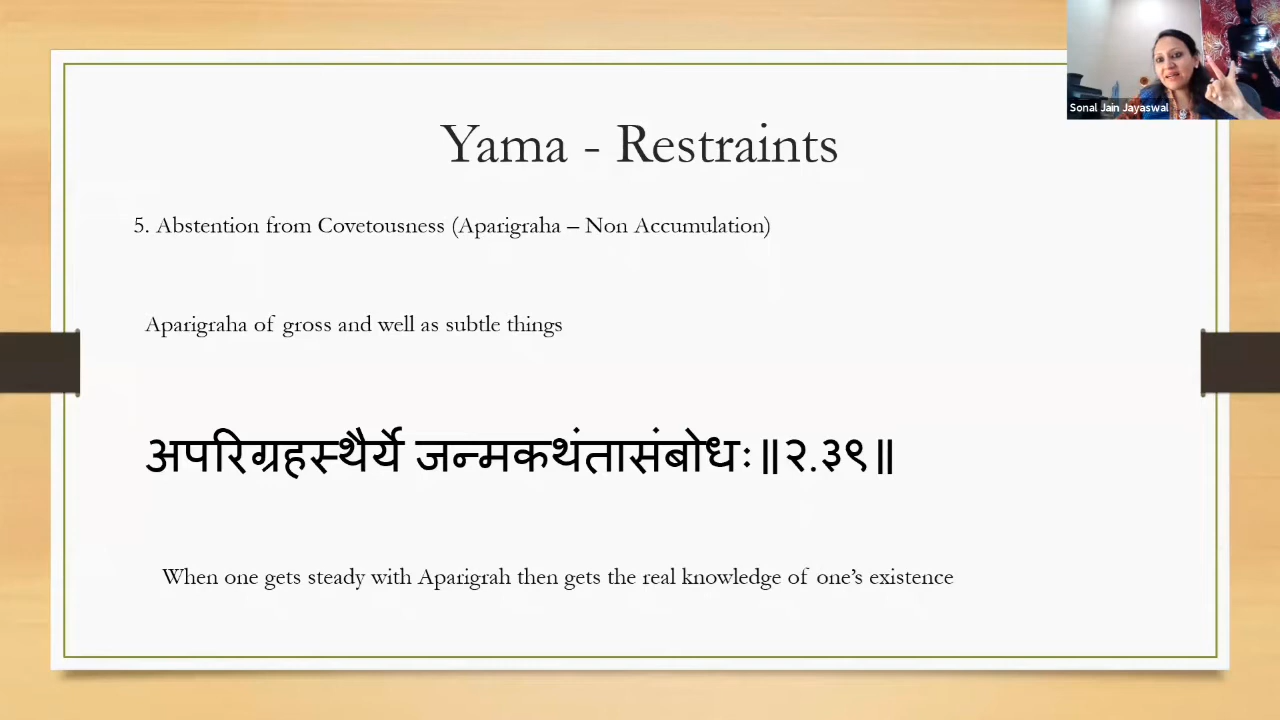 Sonal Jain Jayaswal
Yama - Restraints
5. Abstention from Covetousness (Aparigraha – Non Accumulation)
Aparigraha of gross and well as subtle things
अपरिग्रहस्थैर्ये जन्मकथंतासंबोधः॥२.३९॥
When one gets steady with Aparigrah then gets the real knowledge of one’s existence